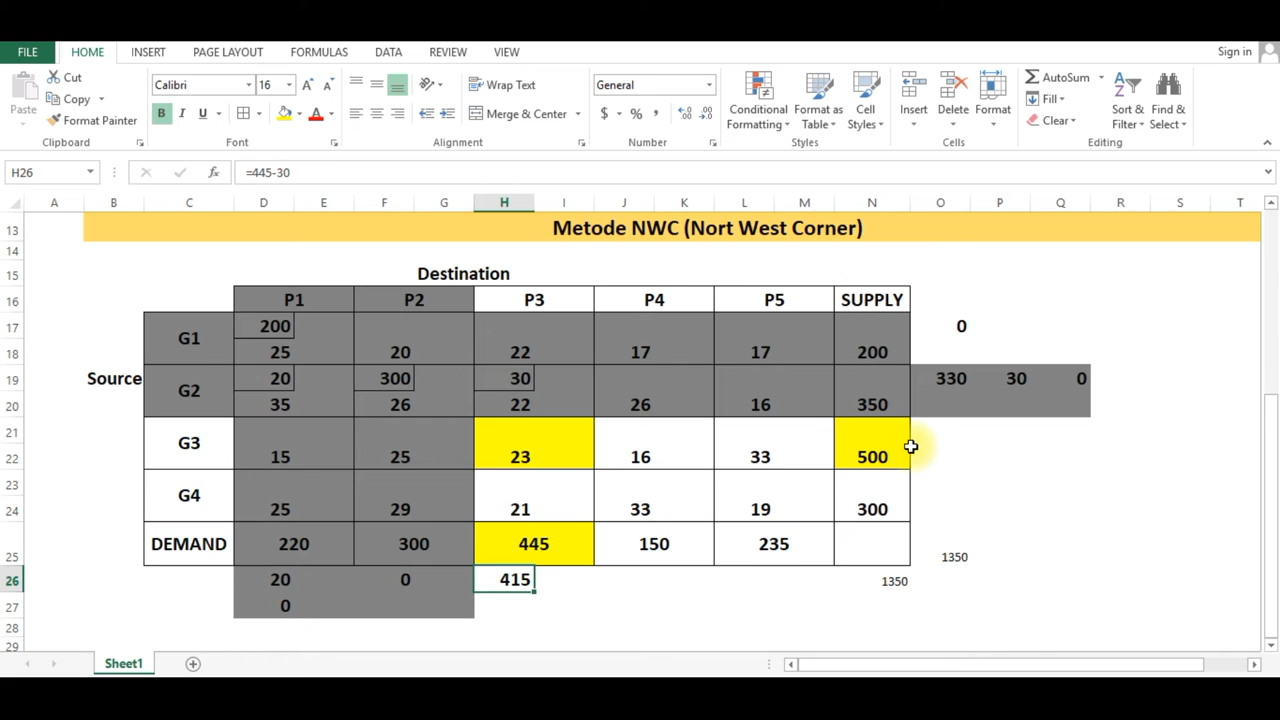 FILE HOME INSERT PAGE LAYOUT FORMULAS DATA REVIEW VIEW Sign in
Paste Cut Copy Format Painter Clipboard
Calibri 16 A A B I U A Font
Wrap Text Merge & Center Alignment
General $ % , Number
Conditional Formatting Format as Table Cell Styles Styles
Insert Delete Format Cells
AutoSum Fill Clear Sort & Filter Find & Select Editing
H26 fx =445-30
A B C D E F G H I J K L M N O P Q R S T
13 Metode NWC (Nort West Corner)
14
15 Destination
16 P1 P2 P3 P4 P5 SUPPLY
17 G1 200 0
18 25 20 22 17 17 200
19 Source G2 20 300 30 330 30 0
20 35 26 22 26 16 350
21 G3
22 15 25 23 16 33 500
23 G4
24 25 29 21 33 19 300
25 DEMAND 220 300 445 150 235 1350
26 20 0 415 1350
27 0
28
29
Sheet1